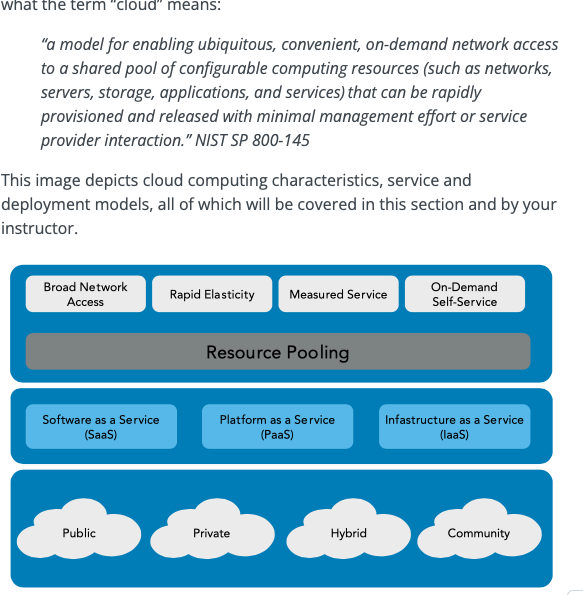 what the term “cloud” means:
“a model for enabling ubiquitous, convenient, on-demand network access
to a shared pool of configurable computing resources (such as networks,
servers, storage, applications, and services) that can be rapidly
provisioned and released with minimal management effort or service
provider interaction.” NIST SP 800-145
This image depicts cloud computing characteristics, service and
deployment models, all of which will be covered in this section and by your
instructor.
Broad Network
Access
Rapid Elasticity
Measured Service
On-Demand
Self-Service
Resource Pooling
Software as a Service
(SaaS)
Platform as a Service
(PaaS)
Infastructure as a Service
(IaaS)
Public
Private
Hybrid
Community